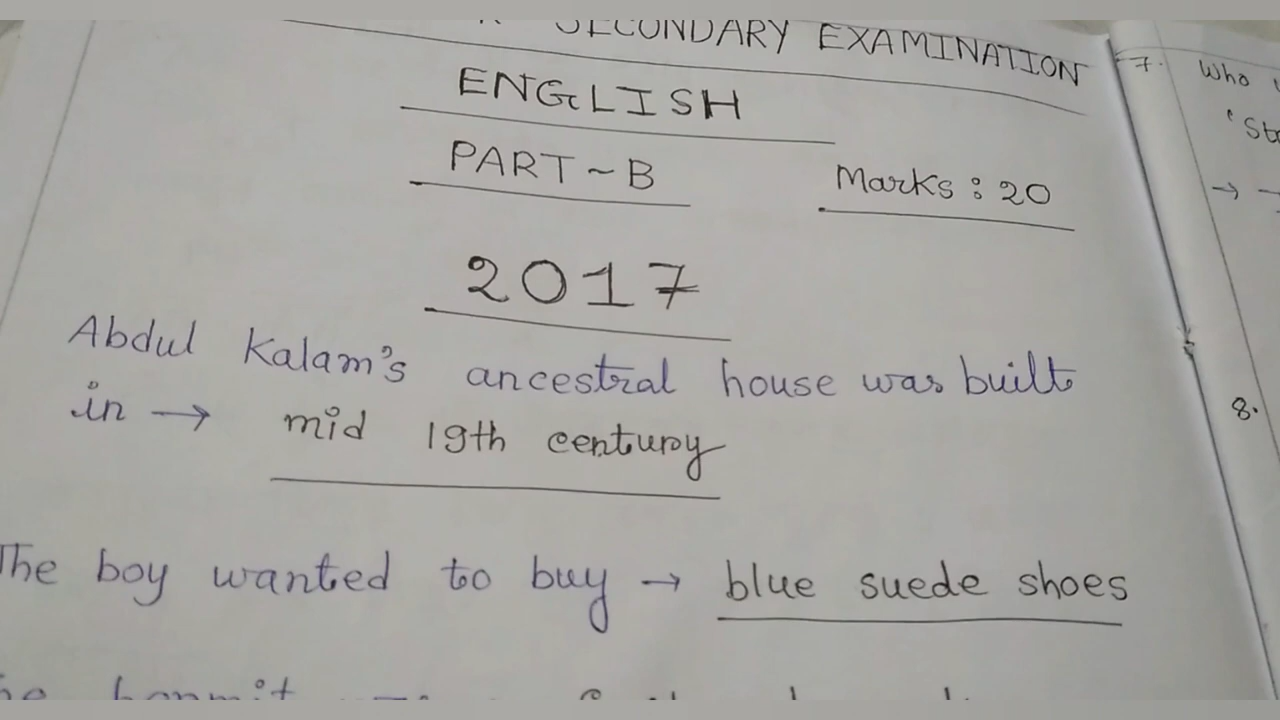 SECONDARY EXAMINATION
ENGLISH
PART ~ B
Marks : 20
2017
Abdul Kalam's ancestral house was built
in → mid 19th century
The boy wanted to buy → blue suede shoes
7. Who
8.